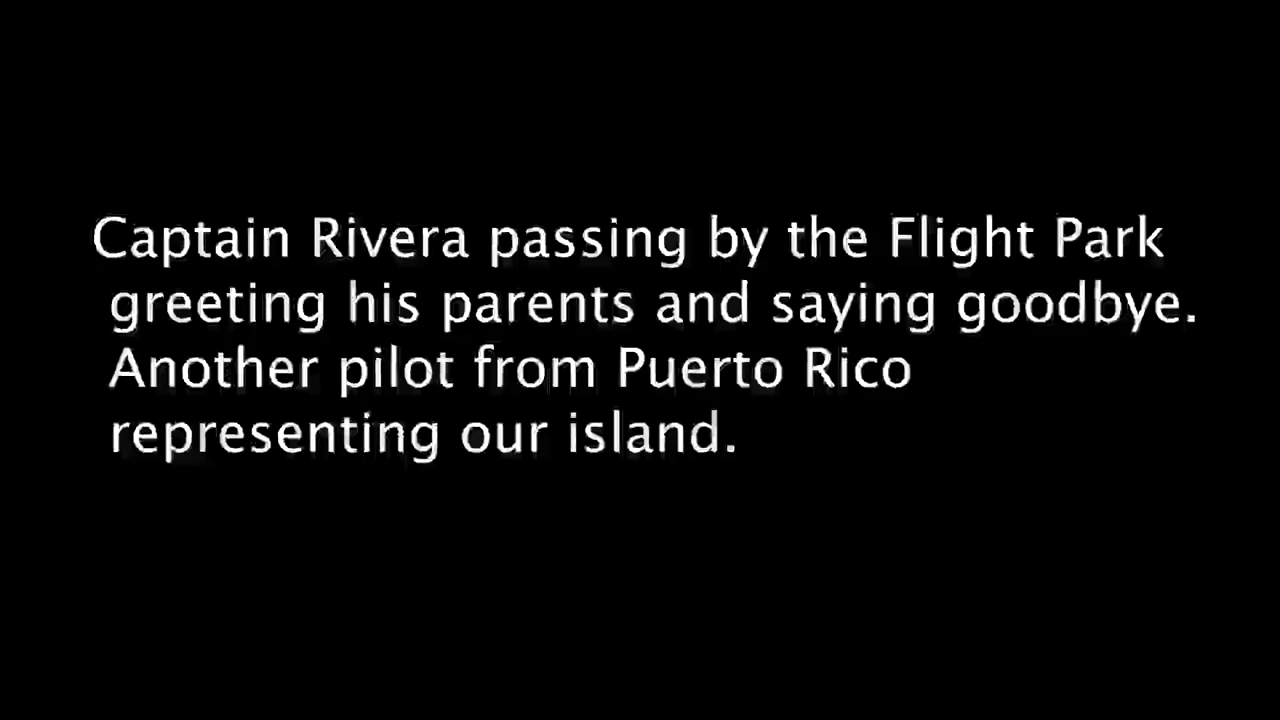 Captain Rivera passing by the Flight Park
greeting his parents and saying goodbye.
Another pilot from Puerto Rico
representing our island.